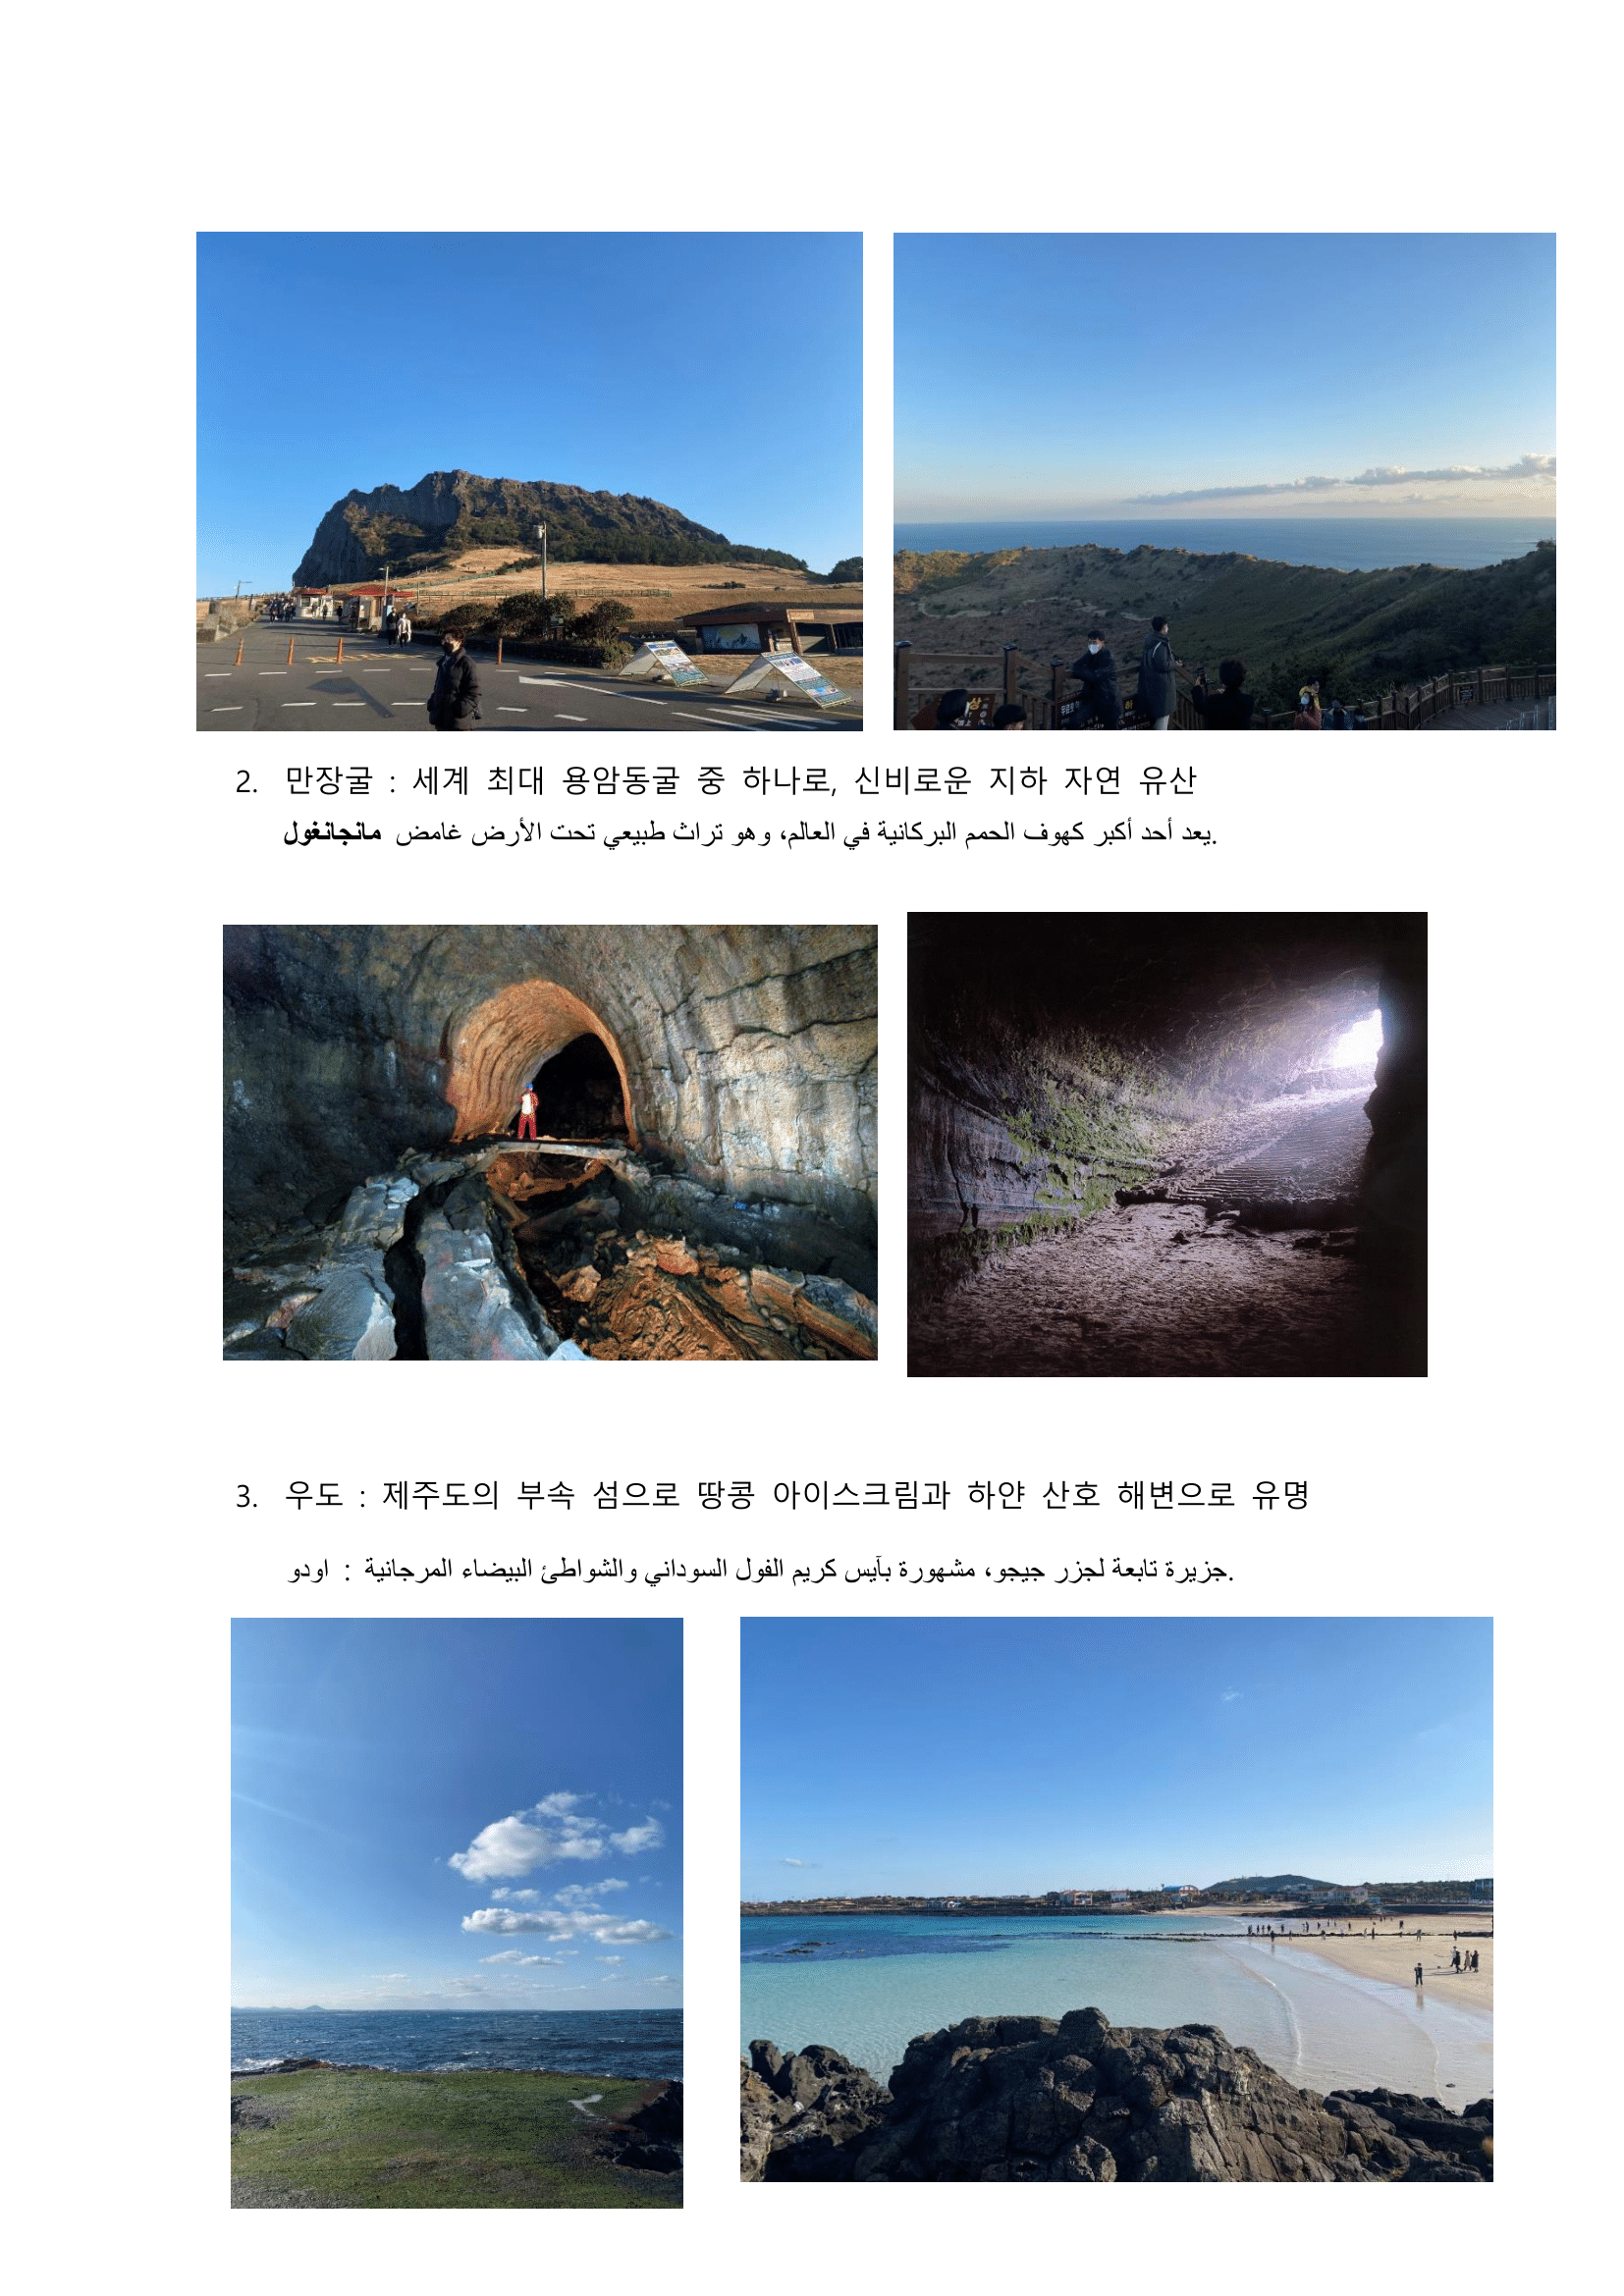 상
무료
하
2. 만장굴 : 세계 최대 용암동굴 중 하나로, 신비로운 지하 자연 유산
يعد أحد أكبر كهوف الحمم البركانية في العالم، وهو تراث طبيعي تحت الأرض غامض مانجانغول.
3. 우도 : 제주도의 부속 섬으로 땅콩 아이스크림과 하얀 산호 해변으로 유명
جزيرة تابعة لجزر جيجو، مشهورة بآيس كريم الفول السوداني والشواطئ البيضاء المرجانية : اودو.